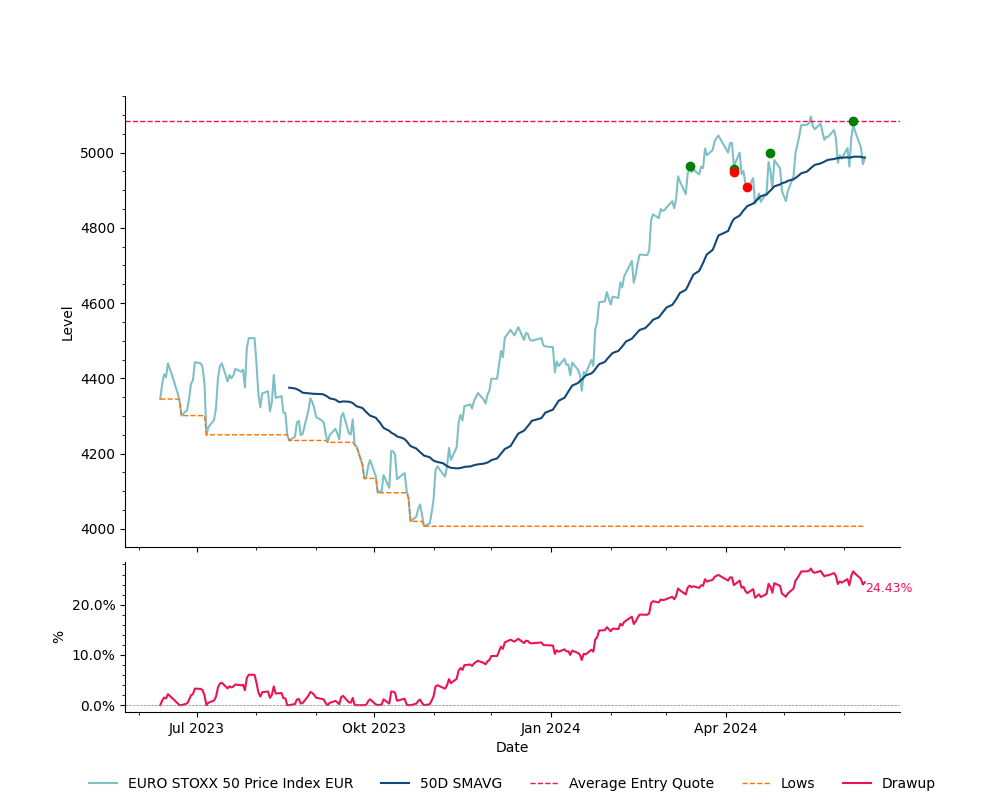 5000
4800
4600
4400
4200
4000
Level
20.0%
10.0%
0.0%
%
24.43%
Jul 2023 Okt 2023 Jan 2024 Apr 2024
Date
EURO STOXX 50 Price Index EUR 50D SMAVG Average Entry Quote Lows Drawup